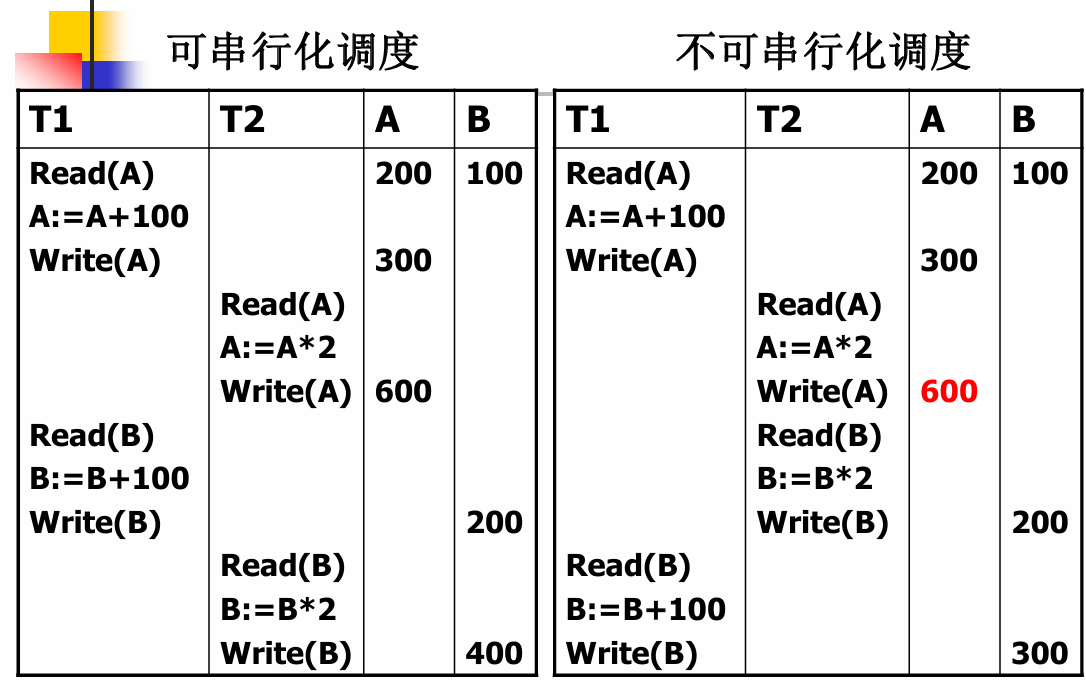 可串行化调度 不可串行化调度
T1 T2 A B T1 T2 A B
Read(A) 200 100 Read(A) 200 100
A:=A+100 A:=A+100
Write(A) 300 Write(A) 300
Read(A) Read(A)
A:=A*2 A:=A*2
Write(A) 600 Write(A) 600
Read(B) Read(B)
B:=B+100 B:=B*2
Write(B) 200 Write(B) 200
Read(B) Read(B)
B:=B*2 B:=B+100
Write(B) 400 Write(B) 300